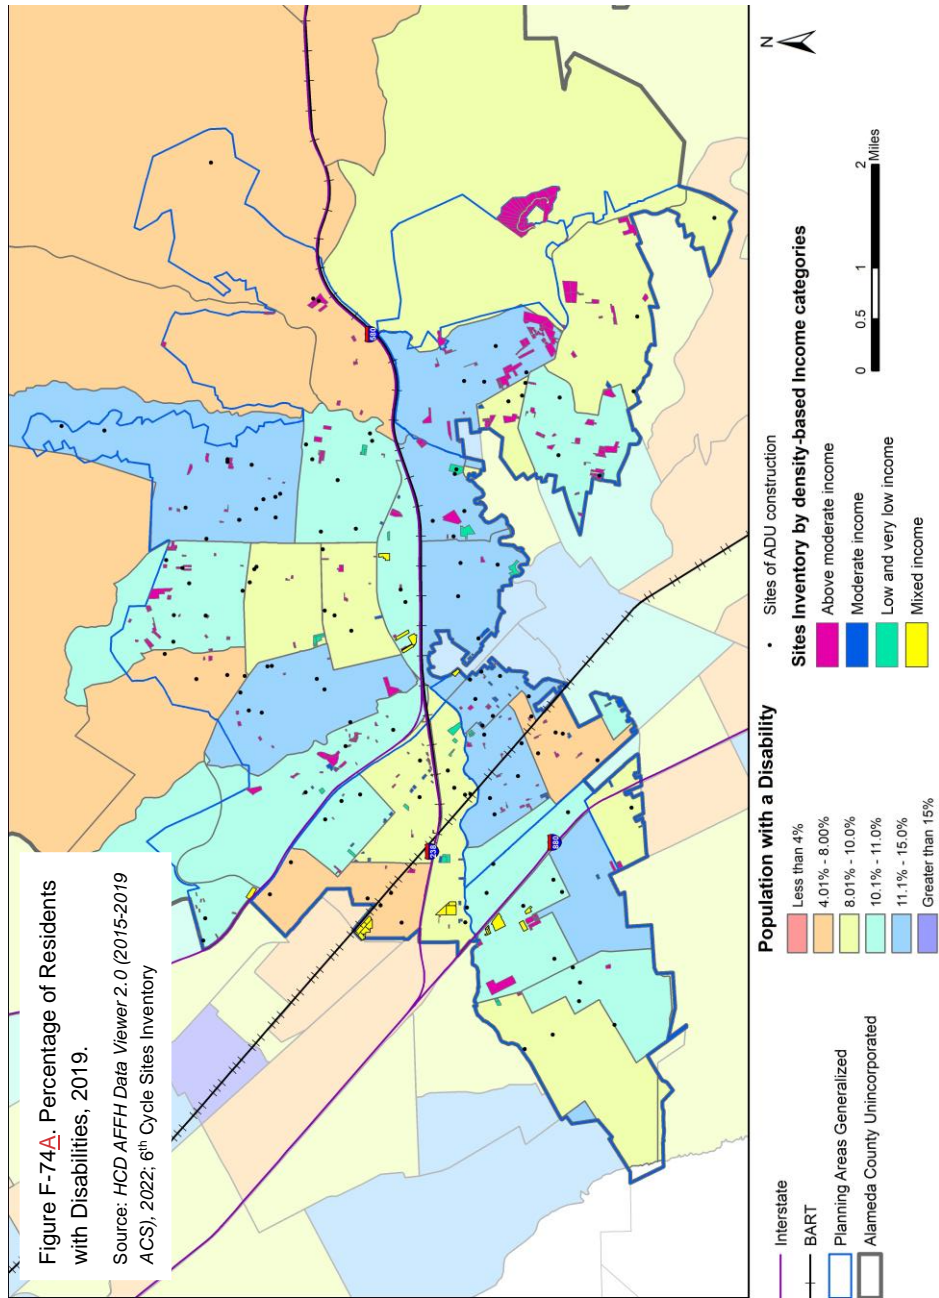 Figure F-74A. Percentage of Residents
with Disabilities, 2019.
Source: HCD AFFH Data Viewer 2.0 (2015-2019
ACS), 2022; 6th Cycle Sites Inventory
580
238
880
N
Interstate
BART
Planning Areas Generalized
Alameda County Unincorporated
Population with a Disability
Less than 4%
4.01% - 8.00%
8.01% - 10.0%
10.1% - 11.0%
11.1% - 15.0%
Greater than 15%
Sites of ADU construction
Sites Inventory by density-based Income categories
Above moderate income
Moderate income
Low and very low income
Mixed income
0 0.5 1 2
Miles